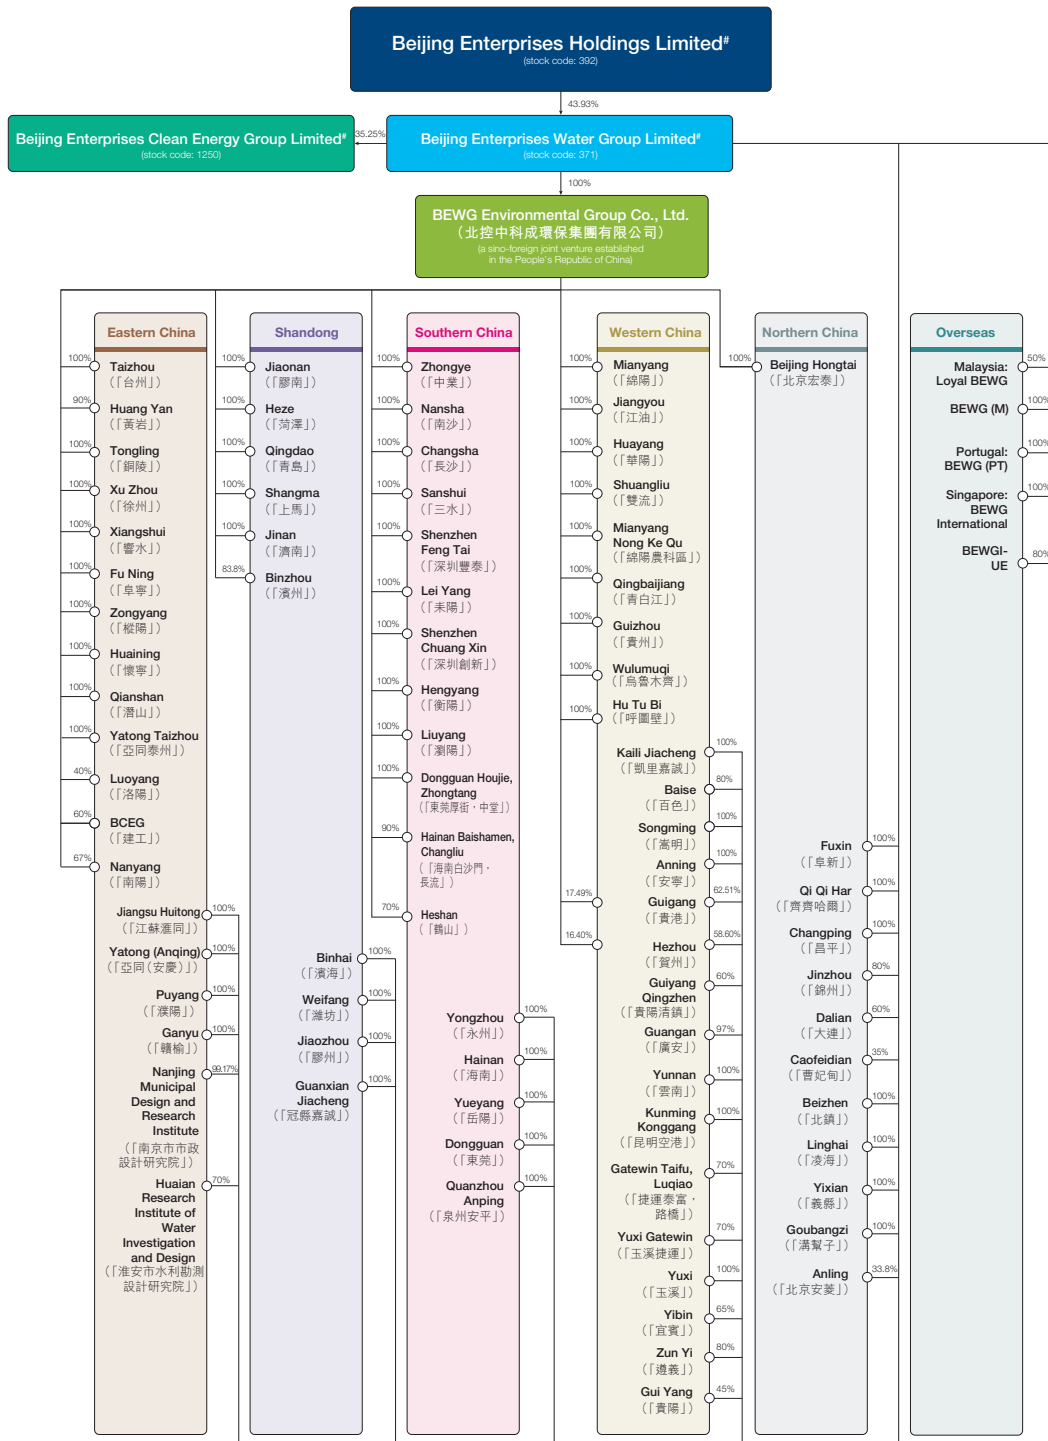 Beijing Enterprises Holdings Limited#
(stock code: 392)
43.93%
Beijing Enterprises Clean Energy Group Limited#
(stock code: 1250)
35.25%
Beijing Enterprises Water Group Limited#
(stock code: 371)
100%
BEWG Environmental Group Co., Ltd.
(北控中科成環保集團有限公司)
(a sino-foreign joint venture established
in the People's Republic of China)
Eastern China
100%
Taizhou
(「台州」)
90%
Huang Yan
(「黃岩」)
100%
Tongling
(「銅陵」)
100%
Xu Zhou
(「徐州」)
100%
Xiangshui
(「響水」)
100%
Fu Ning
(「阜寧」)
100%
Zongyang
(「樅陽」)
100%
Huaining
(「懷寧」)
100%
Qianshan
(「潛山」)
100%
Yatong Taizhou
(「亞同泰州」)
40%
Luoyang
(「洛陽」)
60%
BCEG
(「建工」)
67%
Nanyang
(「南陽」)
Jiangsu Huitong
100%
(「江蘇滙同」)
Yatong (Anqing)
100%
(「亞同(安慶)」)
Puyang
100%
(「濮陽」)
Ganyu
100%
(「贛榆」)
Nanjing
99.17%
Municipal
Design and
Research
Institute
(「南京市市政
設計研究院」)
Huaian
70%
Research
Institute of
Water
Investigation
and Design
(「淮安市水利勘測
設計研究院」)
Shandong
100%
Jiaonan
(「膠南」)
100%
Heze
(「菏澤」)
100%
Qingdao
(「青島」)
100%
Shangma
(「上馬」)
100%
Jinan
(「濟南」)
83.8%
Binzhou
(「濱州」)
Binhai
100%
(「濱海」)
Weifang
100%
(「濰坊」)
Jiaozhou
100%
(「膠州」)
Guanxian
100%
Jiacheng
(「冠縣嘉誠」)
Southern China
100%
Zhongye
(「中業」)
100%
Nansha
(「南沙」)
100%
Changsha
(「長沙」)
100%
Sanshui
(「三水」)
100%
Shenzhen
Feng Tai
(「深圳豐泰」)
100%
Lei Yang
(「耒陽」)
100%
Shenzhen
Chuang Xin
(「深圳創新」)
100%
Hengyang
(「衡陽」)
100%
Liuyang
(「瀏陽」)
100%
Dongguan Houjie,
Zhongtang
(「東莞厚街，中堂」)
90%
Hainan Baishamen,
Changliu
(「海南白沙門，
長流」)
70%
Heshan
(「鶴山」)
Yongzhou
100%
(「永州」)
Hainan
100%
(「海南」)
Yueyang
100%
(「岳陽」)
Dongguan
100%
(「東莞」)
Quanzhou
100%
Anping
(「泉州安平」)
Western China
100%
Mianyang
(「綿陽」)
100%
Jiangyou
(「江油」)
100%
Huayang
(「華陽」)
100%
Shuangliu
(「雙流」)
100%
Mianyang
Nong Ke Qu
(「綿陽農科區」)
100%
Qingbaijiang
(「青白江」)
100%
Guizhou
(「貴州」)
100%
Wulumuqi
(「烏魯木齊」)
100%
Hu Tu Bi
(「呼圖壁」)
Kaili Jiacheng
100%
(「凱里嘉誠」)
Baise
80%
(「百色」)
Songming
100%
(「嵩明」)
Anning
100%
(「安寧」)
17.49%
Guigang
62.51%
(「貴港」)
16.40%
Hezhou
58.60%
(「賀州」)
Guiyang
60%
Qingzhen
(「貴陽清鎮」)
Guangan
97%
(「廣安」)
Yunnan
100%
(「雲南」)
Kunming
100%
Konggang
(「昆明空港」)
Gatewin Taifu,
70%
Luqiao
(「捷運泰富，
路橋」)
Yuxi Gatewin
70%
(「玉溪捷運」)
Yuxi
100%
(「玉溪」)
Yibin
65%
(「宜賓」)
Zun Yi
80%
(「遵義」)
Gui Yang
45%
(「貴陽」)
Northern China
100%
Beijing Hongtai
(「北京宏泰」)
Fuxin
100%
(「阜新」)
Qi Qi Har
100%
(「齊齊哈爾」)
Changping
100%
(「昌平」)
Jinzhou
80%
(「錦州」)
Dalian
60%
(「大連」)
Caofeidian
35%
(「曹妃甸」)
Beizhen
100%
(「北鎮」)
Linghai
100%
(「凌海」)
Yixian
100%
(「義縣」)
Goubangzi
100%
(「溝幫子」)
Anling
33.8%
(「北京安菱」)
Overseas
Malaysia:
50%
Loyal BEWG
BEWG (M)
100%
Portugal:
100%
BEWG (PT)
Singapore:
100%
BEWG
International
BEWGI-
80%
UE